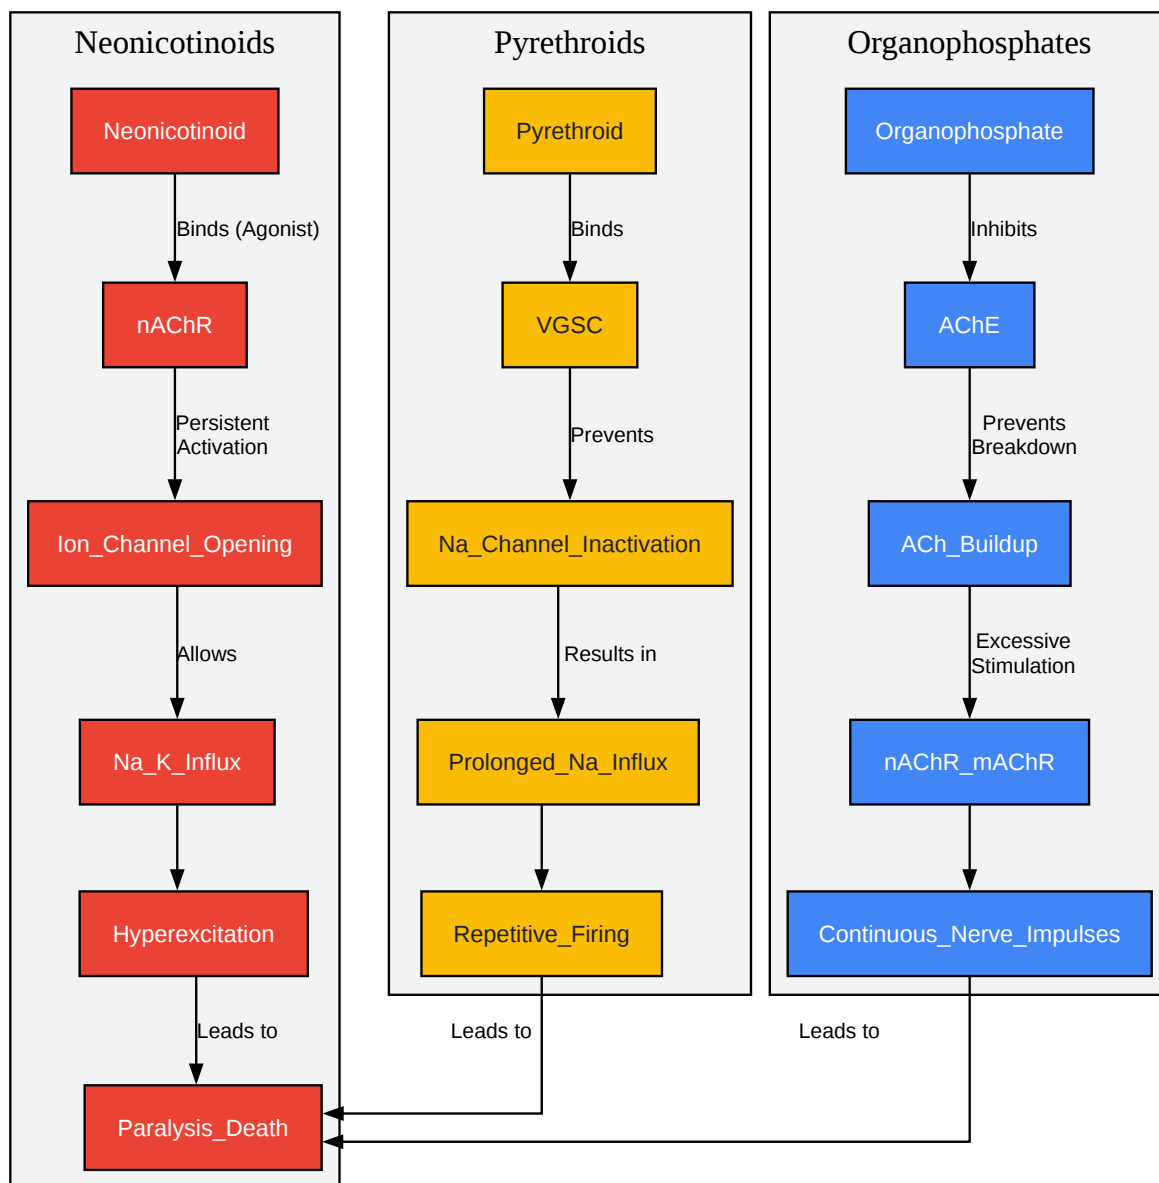 Neonicotinoids
Neonicotinoid
Binds (Agonist)
nAChR
Persistent
Activation
Ion_Channel_Opening
Allows
Na_K_Influx
Hyperexcitation
Leads to
Paralysis_Death
Pyrethroids
Pyrethroid
Binds
VGSC
Prevents
Na_Channel_Inactivation
Results in
Prolonged_Na_Influx
Repetitive_Firing
Leads to
Organophosphates
Organophosphate
Inhibits
AChE
Prevents
Breakdown
ACh_Buildup
Excessive
Stimulation
nAChR_mAChR
Continuous_Nerve_Impulses
Leads to